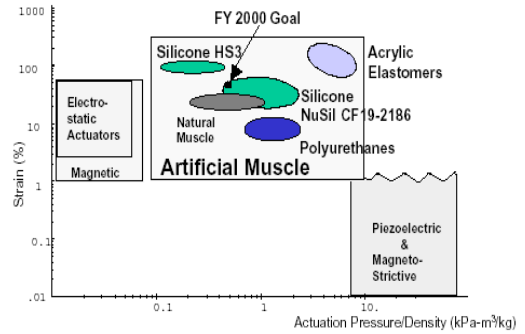 FY 2000 Goal
1000
100
10
1
0.1
.01
Strain (%)
Silicone HS3
Acrylic
Elastomers
Electro-
static
Actuators
Magnetic
Natural
Muscle
Silicone
NuSil CF19-2186
Polyurethanes
Artificial Muscle
Piezoelectric
&
Magneto-
Strictive
0.1
1
10.
Actuation Pressure/Density (kPa-m³/kg)